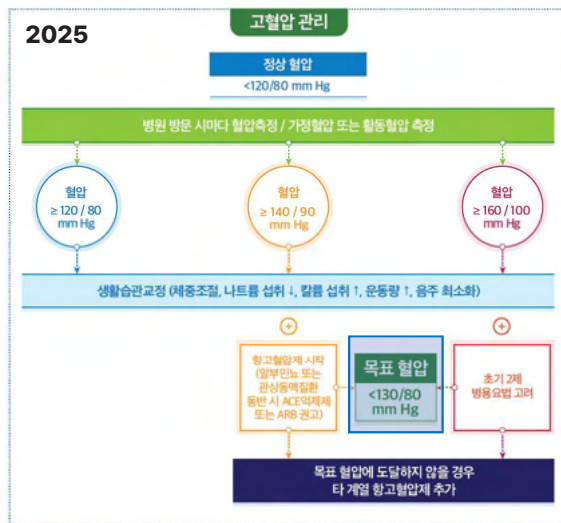 2025
고혈압 관리
정상 혈압
<120/80 mm Hg
병원 방문 시마다 혈압측정 / 가정혈압 또는 활동혈압 측정
혈압
≥ 120 / 80
mm Hg
혈압
≥ 140 / 90
mm Hg
혈압
≥ 160 / 100
mm Hg
생활습관교정 (체중조절, 나트륨 섭취 ↓, 칼륨 섭취 ↑, 운동량 ↑, 음주 최소화)
+
+
항고혈압제 시작
(알부민뇨 또는
관상동맥질환
동반 시 ACE억제제
또는 ARB 권고)
목표 혈압
<130/80
mm Hg
초기 2제
병용요법 고려
목표 혈압에 도달하지 않을 경우
타 계열 항고혈압제 추가